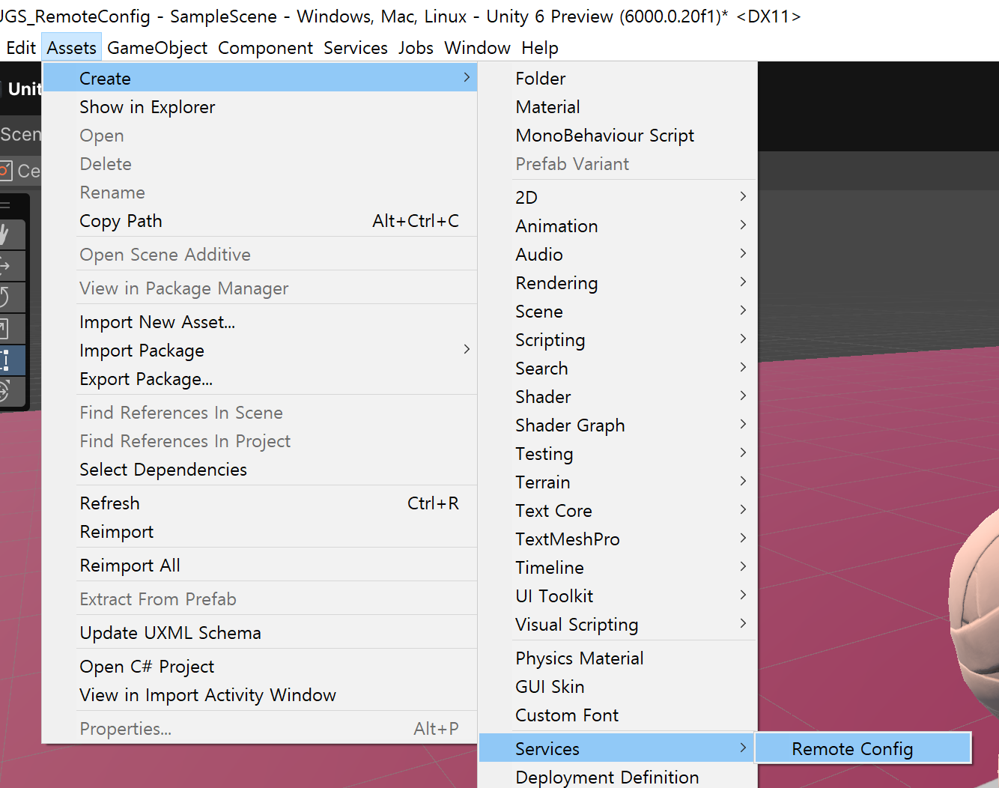 UGS_RemoteConfig - SampleScene - Windows, Mac, Linux - Unity 6 Preview (6000.0.20f1)* <DX11>
Edit Assets GameObject Component Services Jobs Window Help
Unit
Scen
Ce
Create
Show in Explorer
Open
Delete
Rename
Copy Path Alt+Ctrl+C
Open Scene Additive
View in Package Manager
Import New Asset...
Import Package
Export Package...
Find References In Scene
Find References In Project
Select Dependencies
Refresh Ctrl+R
Reimport
Reimport All
Extract From Prefab
Update UXML Schema
Open C# Project
View in Import Activity Window
Properties... Alt+P
Folder
Material
MonoBehaviour Script
Prefab Variant
2D
Animation
Audio
Rendering
Scene
Scripting
Search
Shader
Shader Graph
Testing
Terrain
Text Core
TextMeshPro
Timeline
UI Toolkit
Visual Scripting
Physics Material
GUI Skin
Custom Font
Services
Deployment Definition
Remote Config